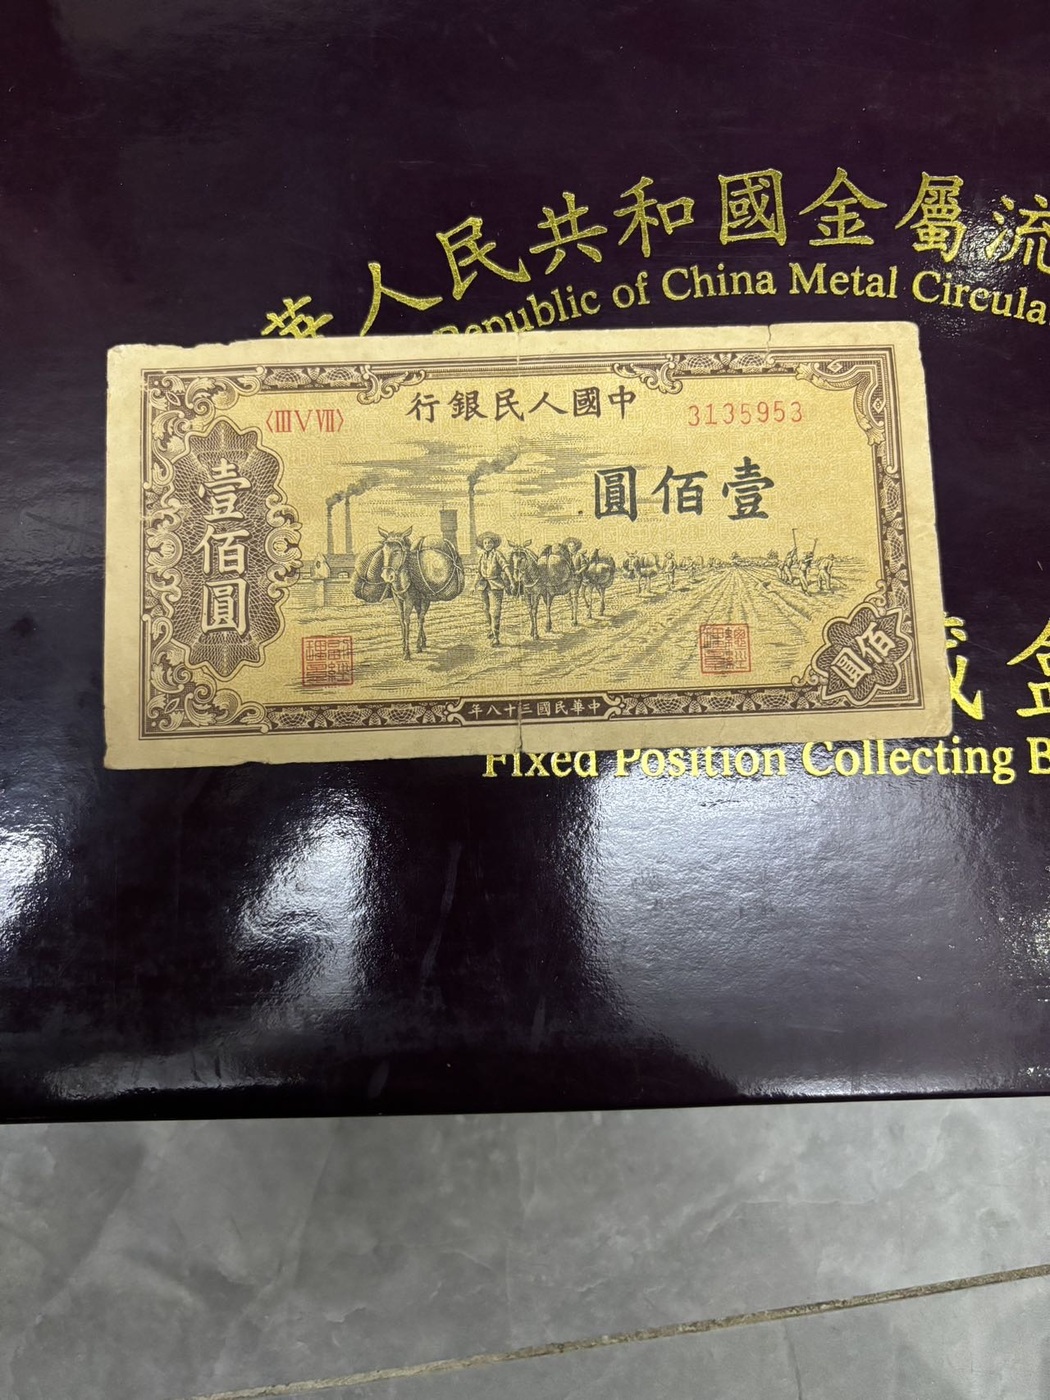 華人民共和國金屬流
Republic of China Metal Circula
行銀民人國中
〈III V VII〉
3135953
圓佰壹
壹佰圓
佰圓
年八十三國民華中
Fixed Position Collecting B